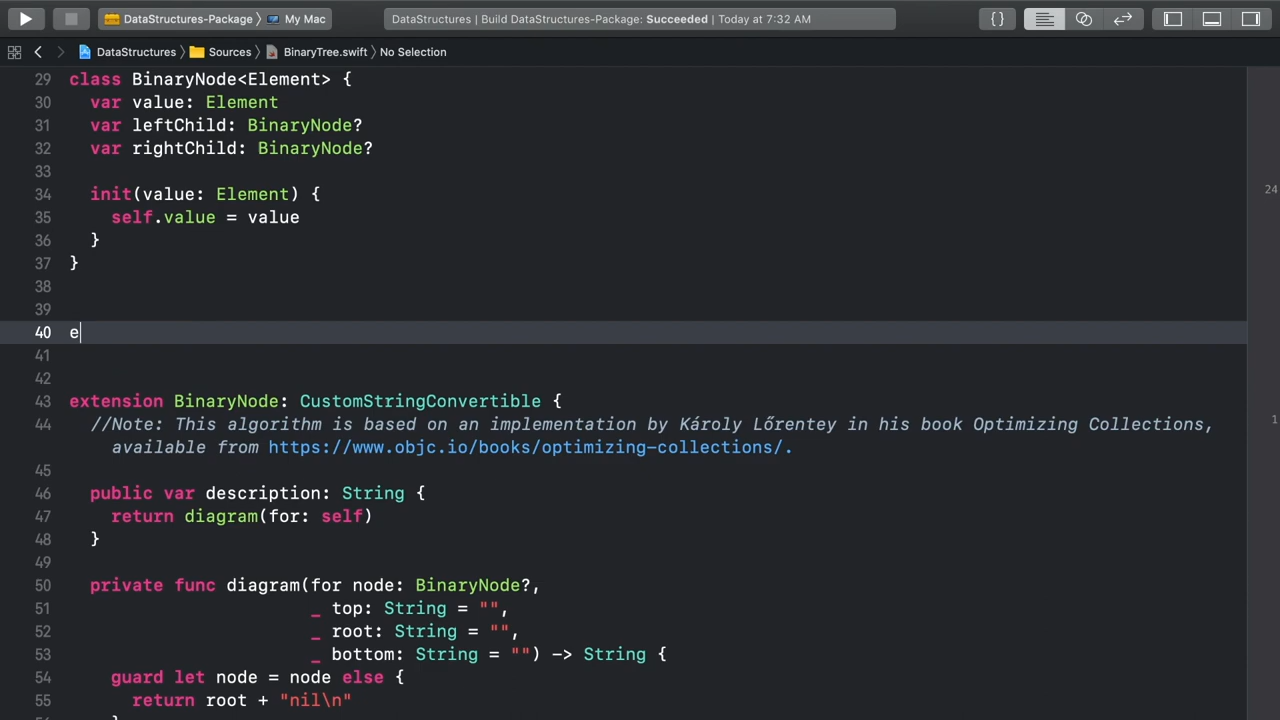 DataStructures-Package 〉 My Mac
DataStructures | Build DataStructures-Package: Succeeded | Today at 7:32 AM
{}
DataStructures 〉 Sources 〉 BinaryTree.swift 〉 No Selection
29 class BinaryNode<Element> {
30 var value: Element
31 var leftChild: BinaryNode?
32 var rightChild: BinaryNode?
33
34 init(value: Element) {
35 self.value = value
36 }
37 }
38
39
40 e
41
42
43 extension BinaryNode: CustomStringConvertible {
44 //Note: This algorithm is based on an implementation by Károly Lőrentey in his book Optimizing Collections,
available from https://www.objc.io/books/optimizing-collections/.
45
46 public var description: String {
47 return diagram(for: self)
48 }
49
50 private func diagram(for node: BinaryNode?,
51 _ top: String = "",
52 _ root: String = "",
53 _ bottom: String = "") -> String {
54 guard let node = node else {
55 return root + "nil\n"
24
1